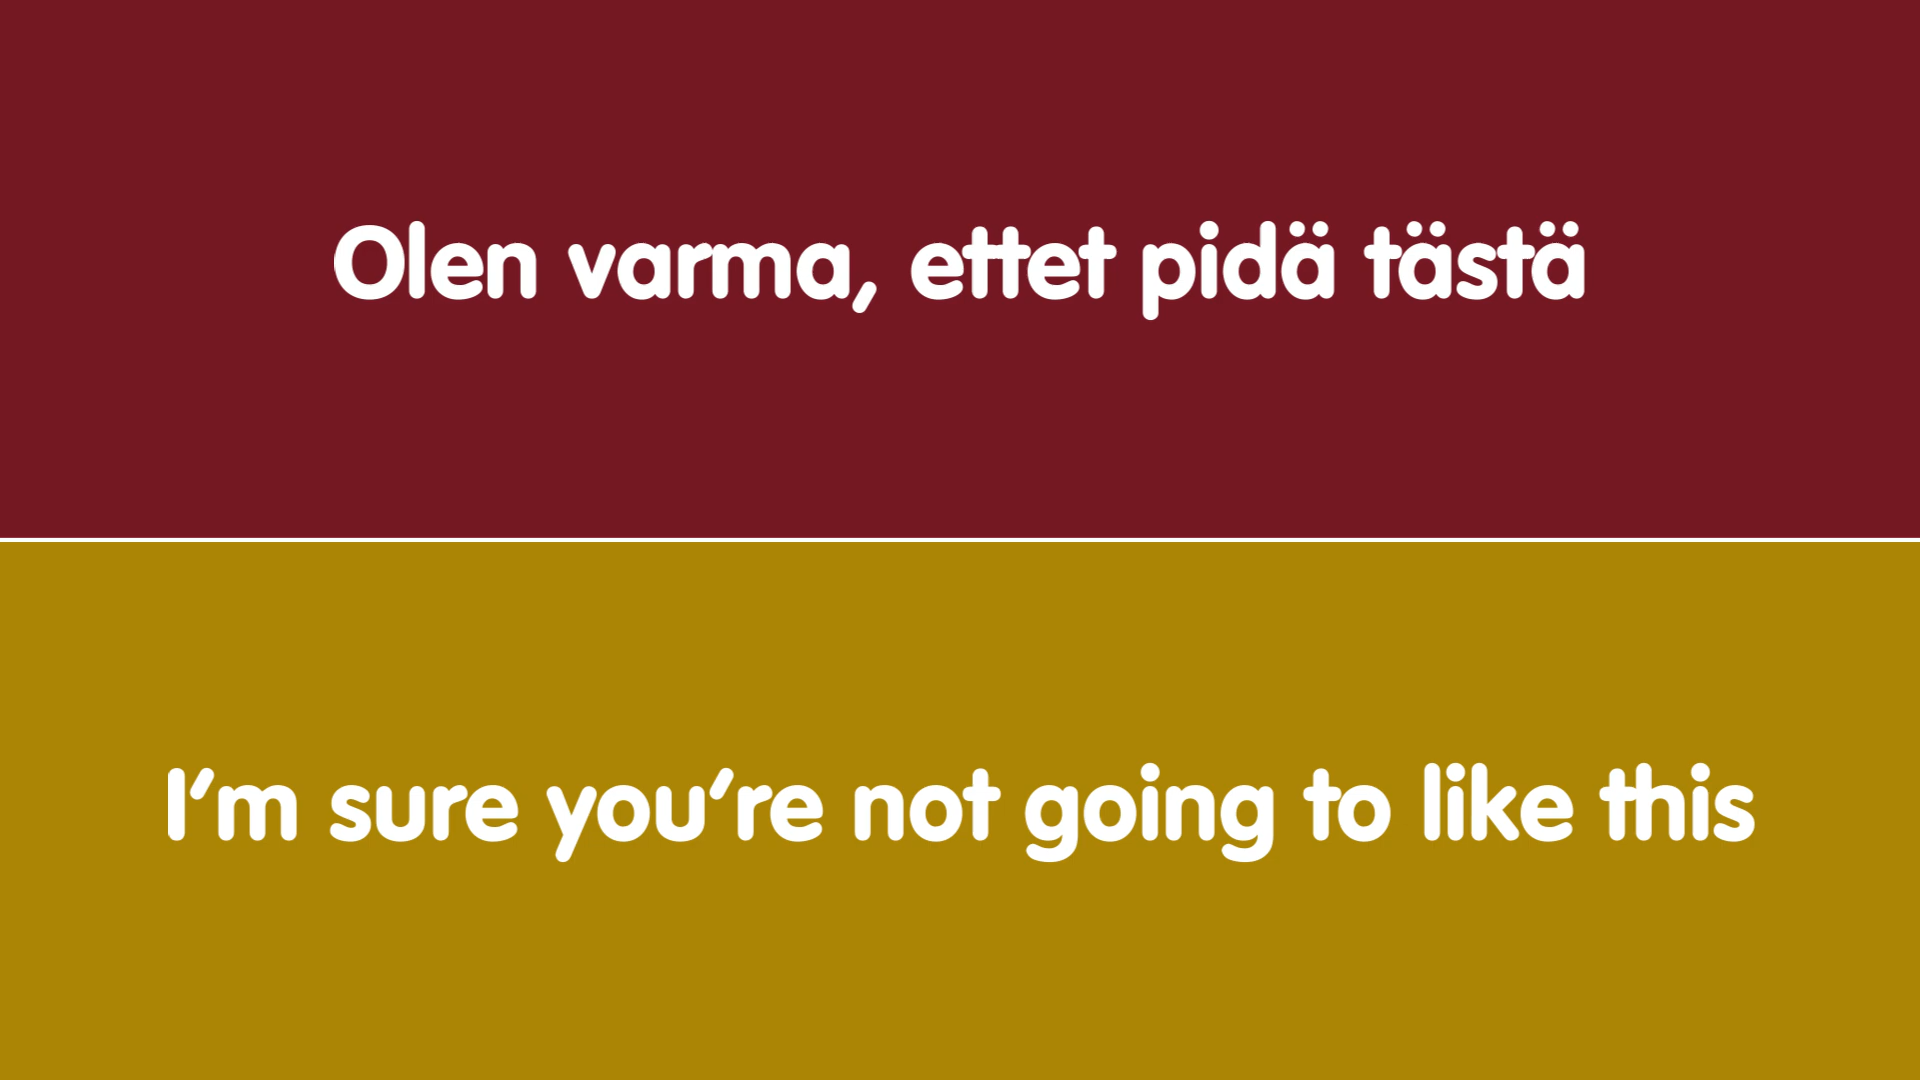 Olen varma, ettet pidä tästä
I'm sure you're not going to like this